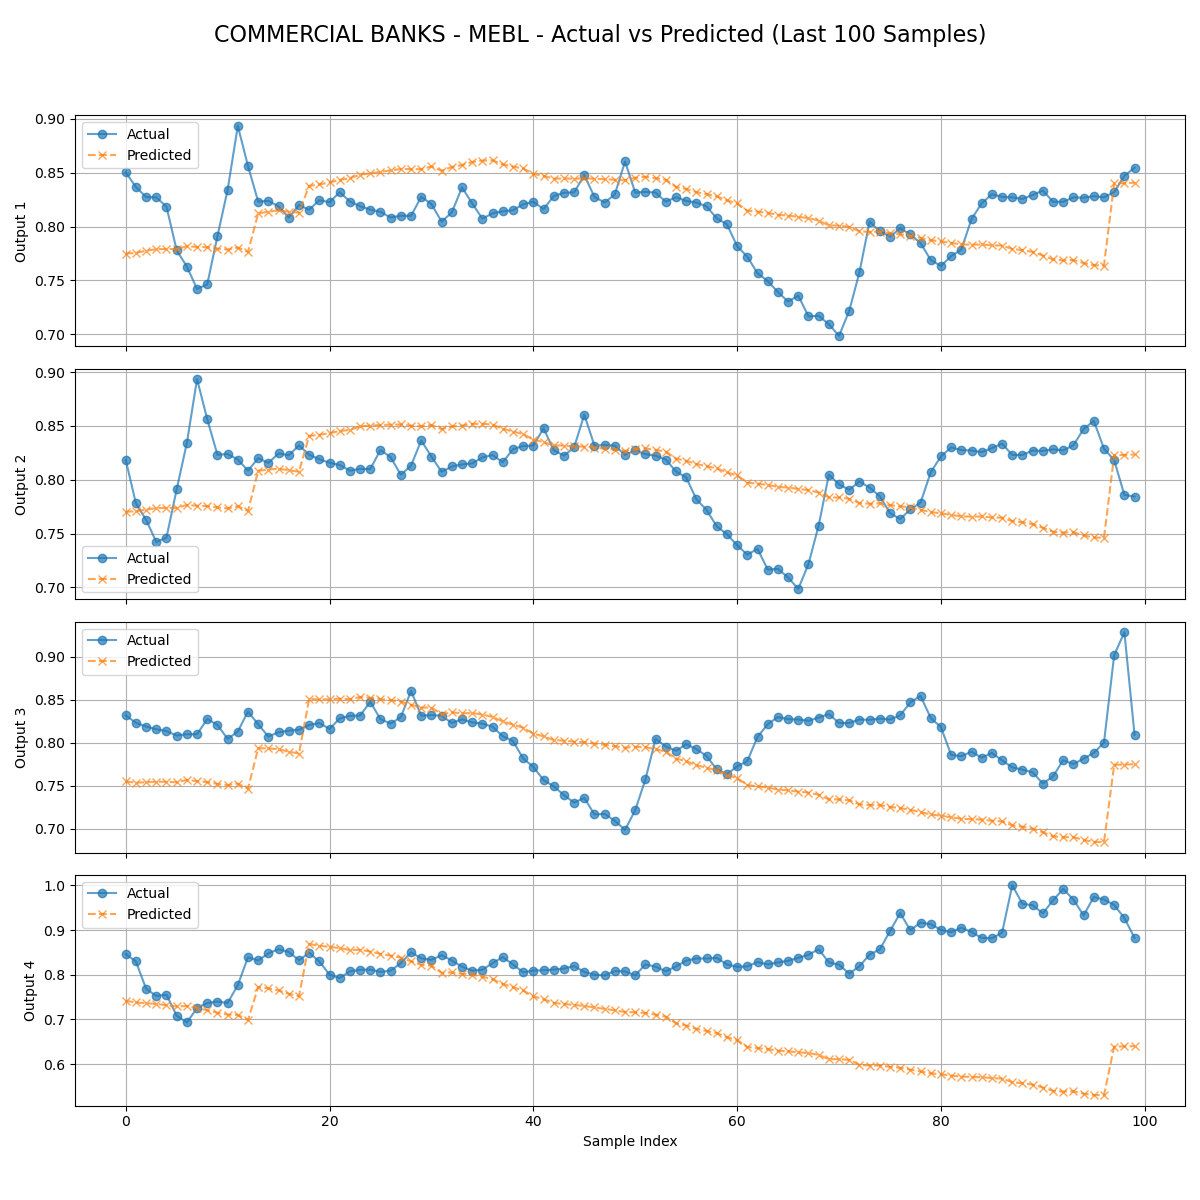 COMMERCIAL BANKS - MEBL - Actual vs Predicted (Last 100 Samples)
0.90
0.85
0.80
0.75
0.70
Output 1
Actual
Predicted
0.90
0.85
0.80
0.75
0.70
Output 2
Actual
Predicted
0.90
0.85
0.80
0.75
0.70
Output 3
Actual
Predicted
1.0
0.9
0.8
0.7
0.6
Output 4
Actual
Predicted
0 20 40 60 80 100
Sample Index